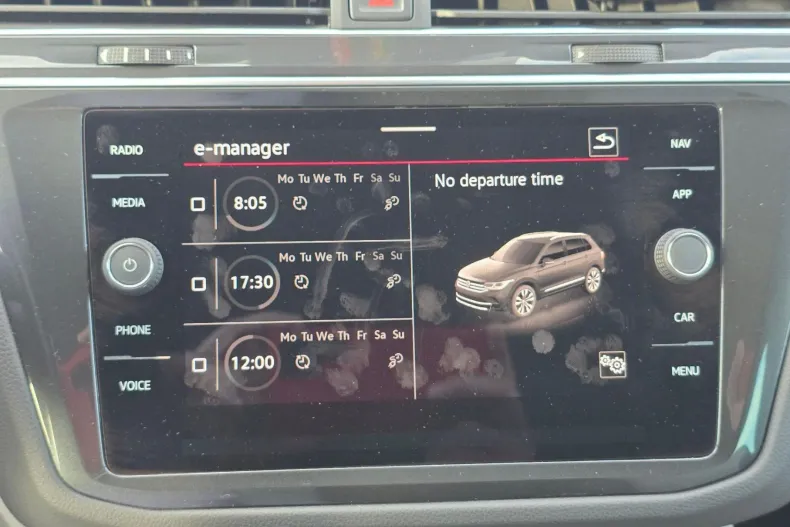 RADIO
MEDIA
PHONE
VOICE
e-manager
Mo Tu We Th Fr Sa Su
8:05
Mo Tu We Th Fr Sa Su
17:30
Mo Tu We Th Fr Sa Su
12:00
No departure time
NAV
APP
CAR
MENU